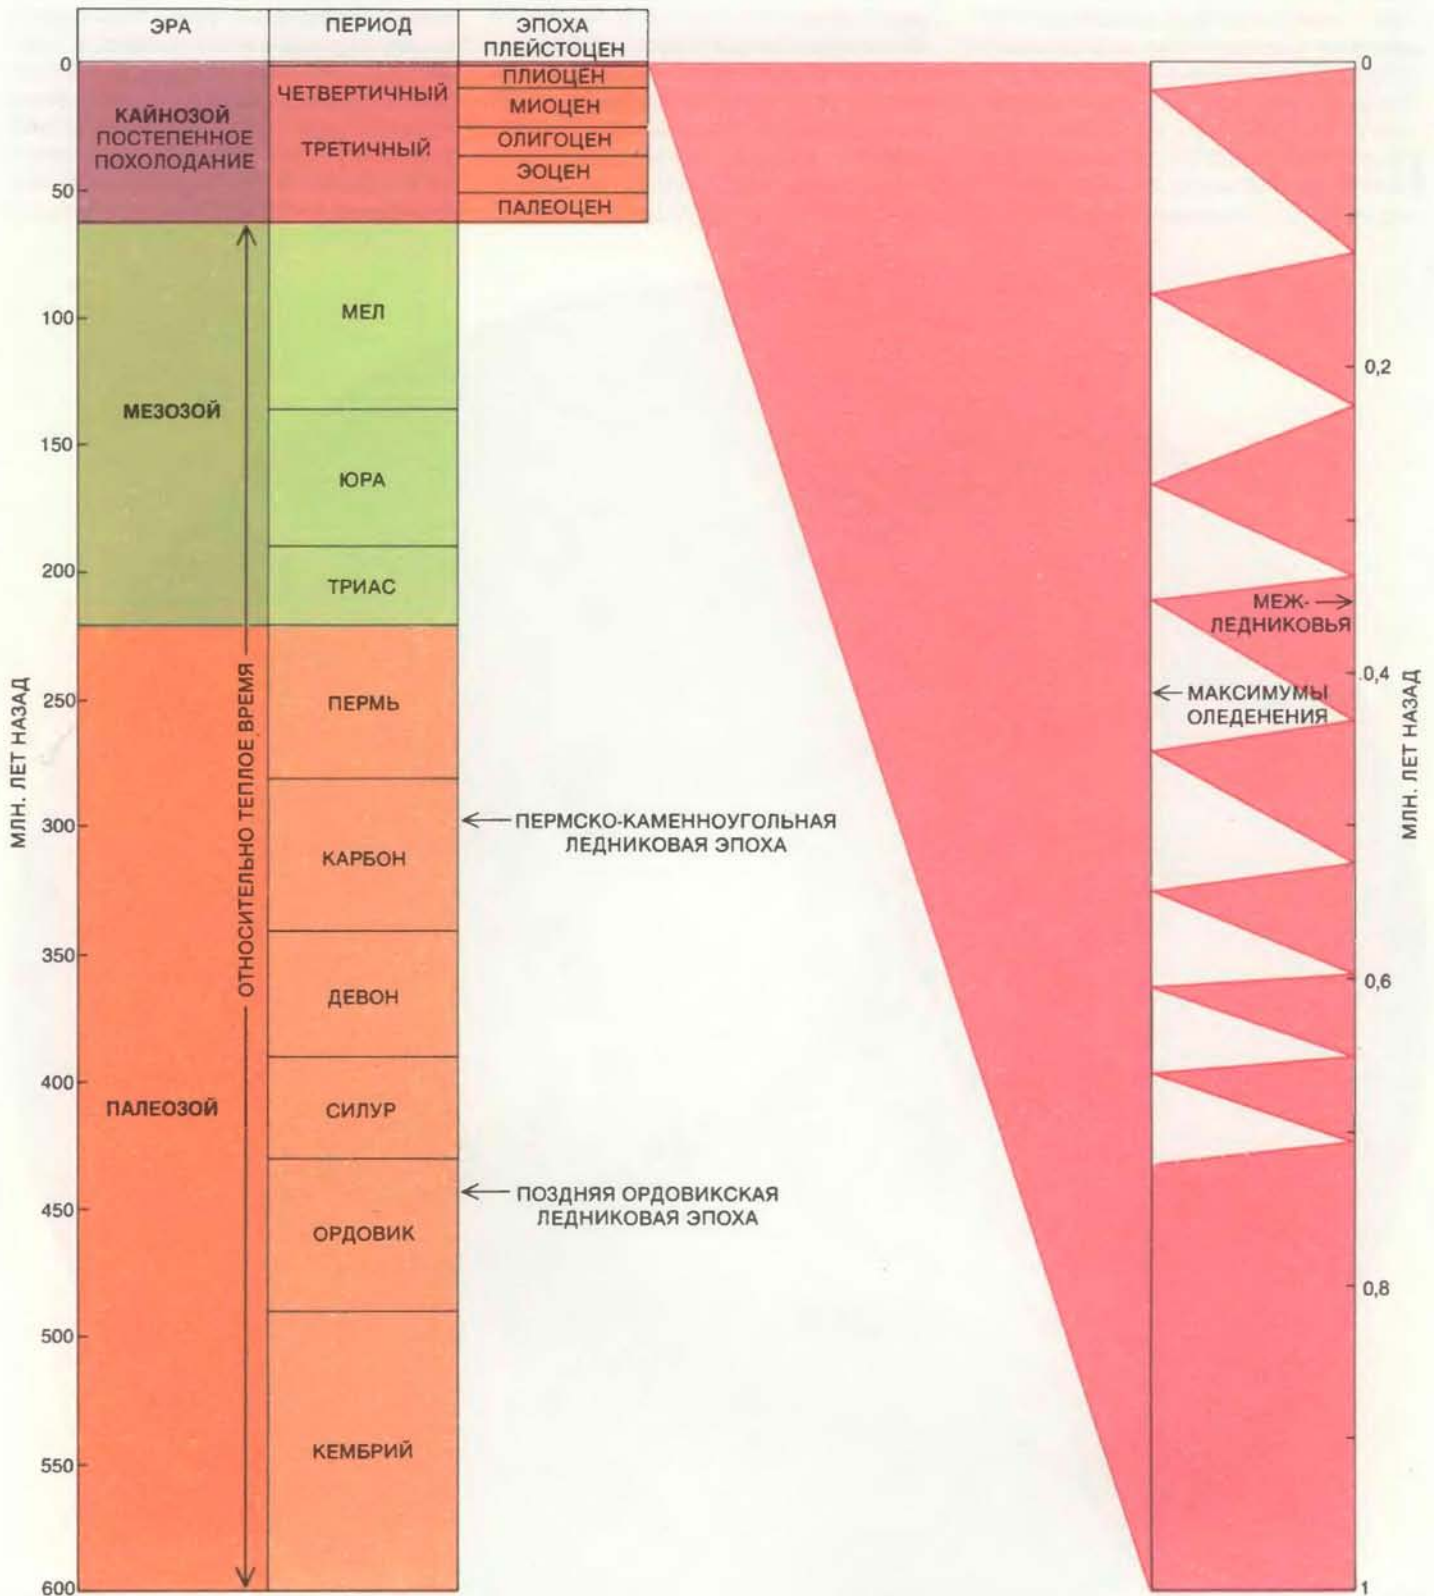 ЭРА
ПЕРИОД
ЭПОХА
ПЛЕЙСТОЦЕН
0
50
100
150
200
250
300
350
400
450
500
550
600
МЛН. ЛЕТ НАЗАД
КАЙНОЗОЙ
ПОСТЕПЕННОЕ
ПОХОЛОДАНИЕ
МЕЗОЗОЙ
ПАЛЕОЗОЙ
ОТНОСИТЕЛЬНО ТЕПЛОЕ ВРЕМЯ
ЧЕТВЕРТИЧНЫЙ
ТРЕТИЧНЫЙ
МЕЛ
ЮРА
ТРИАС
ПЕРМЬ
КАРБОН
ДЕВОН
СИЛУР
ОРДОВИК
КЕМБРИЙ
ПЛИОЦЕН
МИОЦЕН
ОЛИГОЦЕН
ЭОЦЕН
ПАЛЕОЦЕН
ПЕРМСКО-КАМЕННОУГОЛЬНАЯ
ЛЕДНИКОВАЯ ЭПОХА
ПОЗДНЯЯ ОРДОВИКСКАЯ
ЛЕДНИКОВАЯ ЭПОХА
МЕЖ-
ЛЕДНИКОВЬЯ
МАКСИМУМЫ
ОЛЕДЕНЕНИЯ
0
0,2
0,4
0,6
0,8
1
МЛН. ЛЕТ НАЗАД